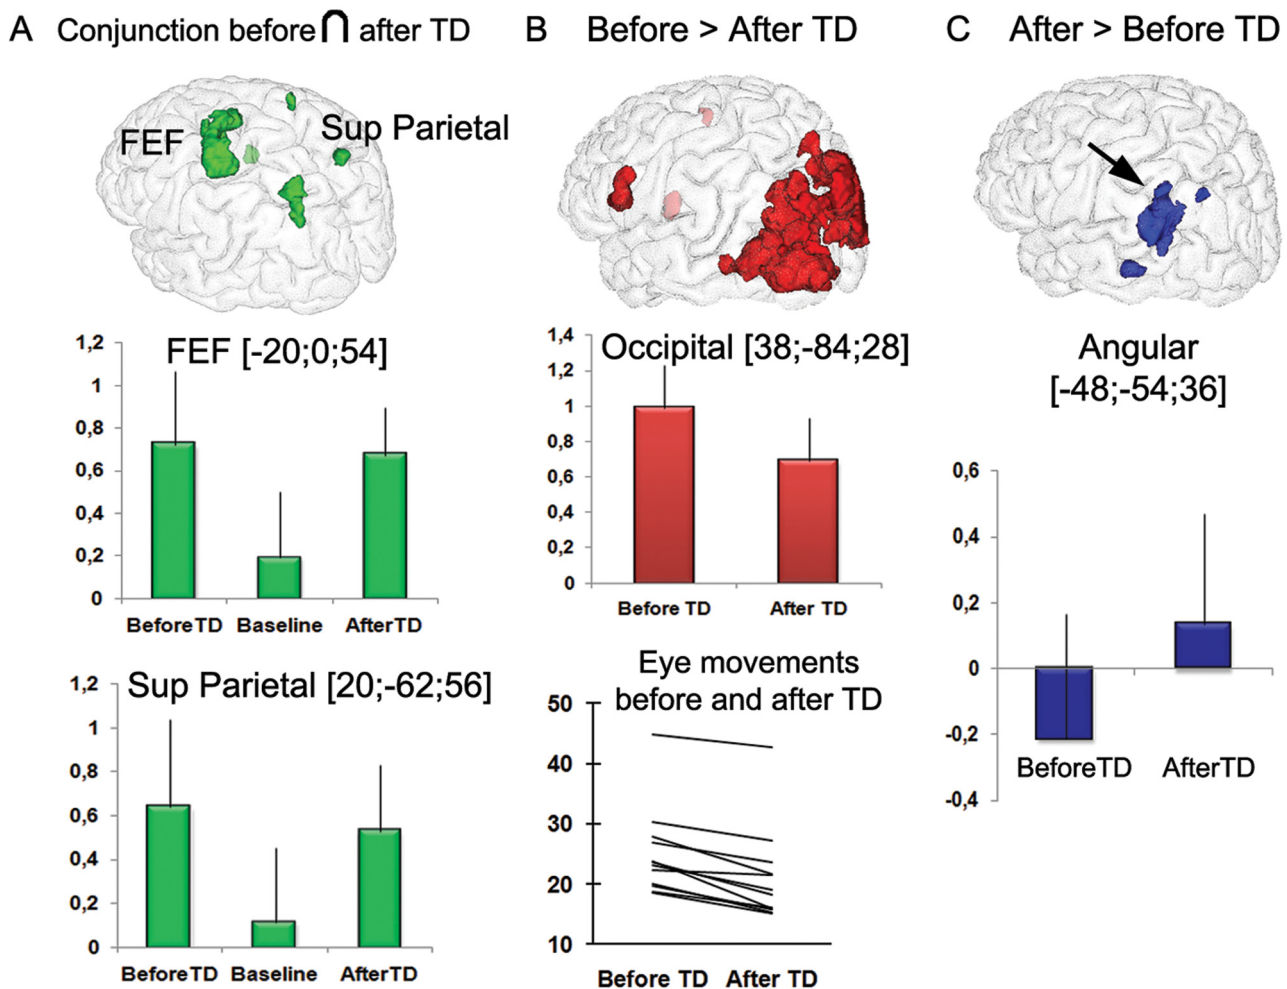 A Conjunction before ∩ after TD
FEF
Sup Parietal
FEF [-20;0;54]
1,2
1
0,8
0,6
0,4
0,2
0
BeforeTD Baseline AfterTD
Sup Parietal [20;-62;56]
1,2
1
0,8
0,6
0,4
0,2
0
BeforeTD Baseline AfterTD
B Before > After TD
Occipital [38;-84;28]
1,4
1,2
1
0,8
0,6
0,4
0,2
0
Before TD After TD
Eye movements
before and after TD
50
40
30
20
10
Before TD After TD
C After > Before TD
Angular
[-48;-54;36]
0,6
0,4
0,2
0
-0,2
-0,4
BeforeTD AfterTD